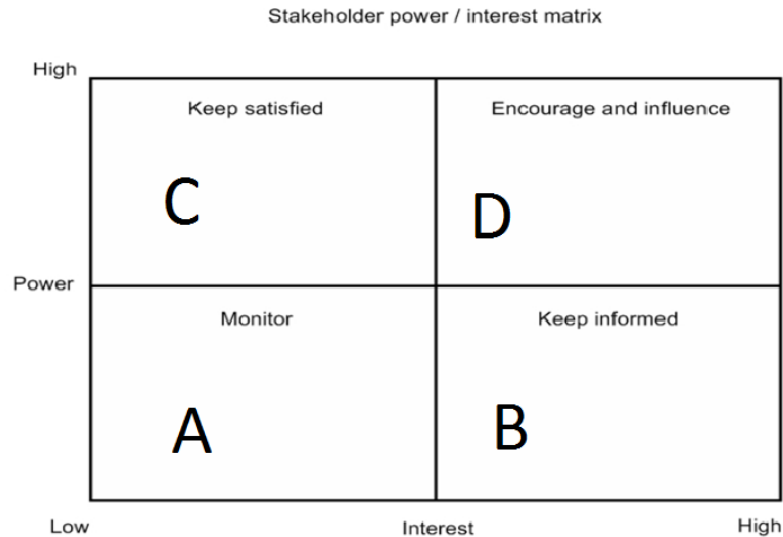 Stakeholder power / interest matrix
High
Keep satisfied
Encourage and influence
C
D
Power
Monitor
Keep informed
A
B
Low
Interest
High